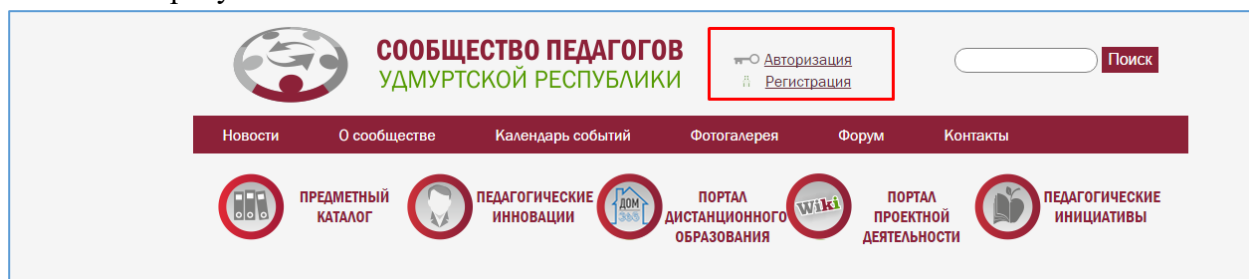 СООБЩЕСТВО ПЕДАГОГОВ
УДМУРТСКОЙ РЕСПУБЛИКИ
Авторизация
Регистрация
Поиск
Новости О сообществе Календарь событий Фотогалерея Форум Контакты
ПРЕДМЕТНЫЙ
КАТАЛОГ
ПЕДАГОГИЧЕСКИЕ
ИННОВАЦИИ
ДОМ
365
ПОРТАЛ
ДИСТАНЦИОННОГО
ОБРАЗОВАНИЯ
Wiki
ПОРТАЛ
ПРОЕКТНОЙ
ДЕЯТЕЛЬНОСТИ
ПЕДАГОГИЧЕСКИЕ
ИНИЦИАТИВЫ